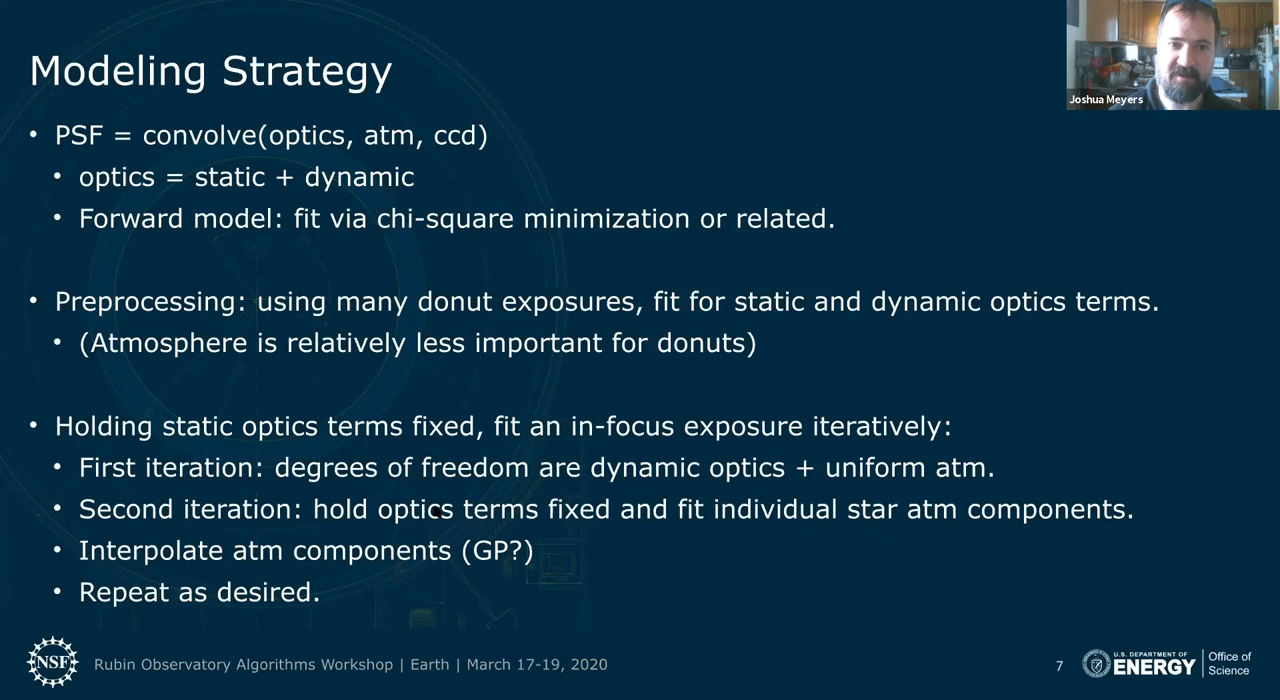 Modeling Strategy
Joshua Meyers
• PSF = convolve(optics, atm, ccd)
• optics = static + dynamic
• Forward model: fit via chi-square minimization or related.
• Preprocessing: using many donut exposures, fit for static and dynamic optics terms.
• (Atmosphere is relatively less important for donuts)
• Holding static optics terms fixed, fit an in-focus exposure iteratively:
• First iteration: degrees of freedom are dynamic optics + uniform atm.
• Second iteration: hold optics terms fixed and fit individual star atm components.
• Interpolate atm components (GP?)
• Repeat as desired.
NSF
Rubin Observatory Algorithms Workshop | Earth | March 17-19, 2020
7
U.S. DEPARTMENT OF
ENERGY
Office of
Science